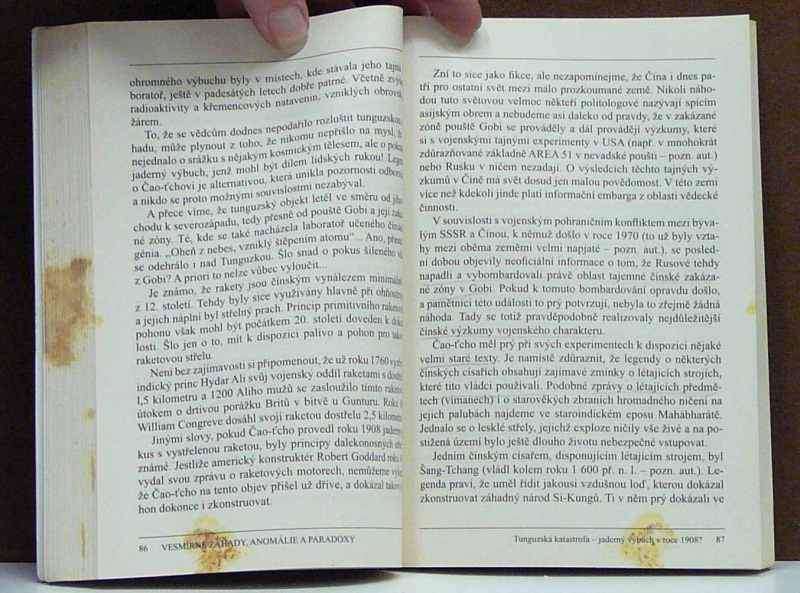 ohromného výbuchu byly v místech, kde stávala jeho tajná
boratoř, ještě v padesátých letech dobře patrné. Včetně
radioaktivity a křemencových natavenin, vzniklých
žárem.
To, že se vědcům dodnes nepodařilo rozluštit tunguzskou
hadu, může plynout z toho, že nikomu nepřišlo na mysl,
nejednalo o srážku s nějakým kosmickým tělesem, ale o
jaderný výbuch, jenž mohl být dílem lidských rukou!
o Čao-ťchovi je alternativou, která unikla pozornosti
a nikdo se proto možnými souvislostmi nezabýval.
A přece víme, že tunguzský objekt letěl ve směru od
chodu k severozápadu, tedy přesně od pouště Gobi a její
né zóny. Té, kde se také nacházela laboratoř učeného
génia. „Oheň z nebes, vzniklý štěpením atomu"... Ano,
se odehrálo i nad Tunguzkou. Šlo snad o pokus šíleného
z Gobi? A priori to nelze vůbec vyloučit...
Je známo, že rakety jsou čínským vynálezem minimálně
z 12. století. Tehdy byly sice využívány hlavně při
a jejich náplní byl střelný prach. Princip primitivního
pohonu však mohl být počátkem 20. století doveden k
losti. Šlo jen o to, mít k dispozici palivo a pohon pro
raketovou střelu.
Není bez zajímavosti si připomenout, že už roku 1760
indický princ Hydar Ali svůj vojenský oddíl raketami s
1,5 kilometru a 1200 Aliho mužů se zasloužilo tímto
útokem o drtivou porážku Britů v bitvě u Gunturu. Roku
William Congreve dosáhl svojí raketou dostřelu 2,5
Jinými slovy, pokud Čao-ťcho provedl roku 1908
kus s vystřelenou raketou, byly principy dalekonosných
známé. Jestliže americký konstruktér Robert Goddard
vydal svou zprávu o raketových motorech, nemůžeme
že Čao-ťcho na tento objev přišel už dříve, a dokázal
hon dokonce i zkonstruovat.
86 VESMÍRNÉ ZÁHADY, ANOMÁLIE A PARADOXY
Zní to sice jako fikce, ale nezapomínejme, že Čína i dnes pa-
tří pro ostatní svět mezi málo prozkoumané země. Nikoli náho-
dou tuto světovou velmoc někteří politologové nazývají spícím
asijským obrem a nebudeme asi daleko od pravdy, že v zakázané
zóně pouště Gobi se prováděly a dál provádějí výzkumy, které
si s vojenskými tajnými experimenty v USA (např. v mnohokrát
zdůrazňované základně AREA 51 v nevadské poušti – pozn. aut.)
nebo Rusku v ničem nezadají. O výsledcích těchto tajných vý-
zkumů v Číně má svět dosud jen malou povědomost. V této zemi
více než kdekoli jinde platí informační embarga z oblasti vědecké
činnosti.
V souvislosti s vojenským pohraničním konfliktem mezi býva-
lým SSSR a Čínou, k němuž došlo v roce 1970 (to už byly vzta-
hy mezi oběma zeměmi velmi napjaté – pozn. aut.), se posled-
ní dobou objevily neoficiální informace o tom, že Rusové tehdy
napadli a vybombardovali právě oblast tajemné čínské zakáza-
né zóny v Gobi. Pokud k tomuto bombardování opravdu došlo,
a pamětníci této události to prý potvrzují, nebyla to zřejmě žádná
náhoda. Tady se totiž pravděpodobně realizovaly nejdůležitější
čínské výzkumy vojenského charakteru.
Čao-ťcho měl prý při svých experimentech k dispozici nějaké
velmi staré texty. Je namístě zdůraznit, že legendy o některých
čínských císařích obsahují zajímavé zmínky o létajících strojích,
které tito vládci používali. Podobné zprávy o létajících předmě-
tech (vímanech) i o starověkých zbraních hromadného ničení na
jejich palubách najdeme ve staroindickém eposu Mahábhárátě.
Jednalo se o lesklé střely, jejichž exploze ničily vše živé a na po-
stižená území bylo ještě dlouho životu nebezpečné vstupovat.
Jedním čínským císařem, disponujícím létajícím strojem, byl
Šang-Tchang (vládl kolem roku 1 600 př. n. l. – pozn. aut.). Le-
genda praví, že uměl řídit jakousi vzdušnou loď, kterou dokázal
zkonstruovat záhadný národ Si-Kungů. Ti v něm prý dokázali ve
Tunguzská katastrofa – jaderný výbuch v roce 1908? 87